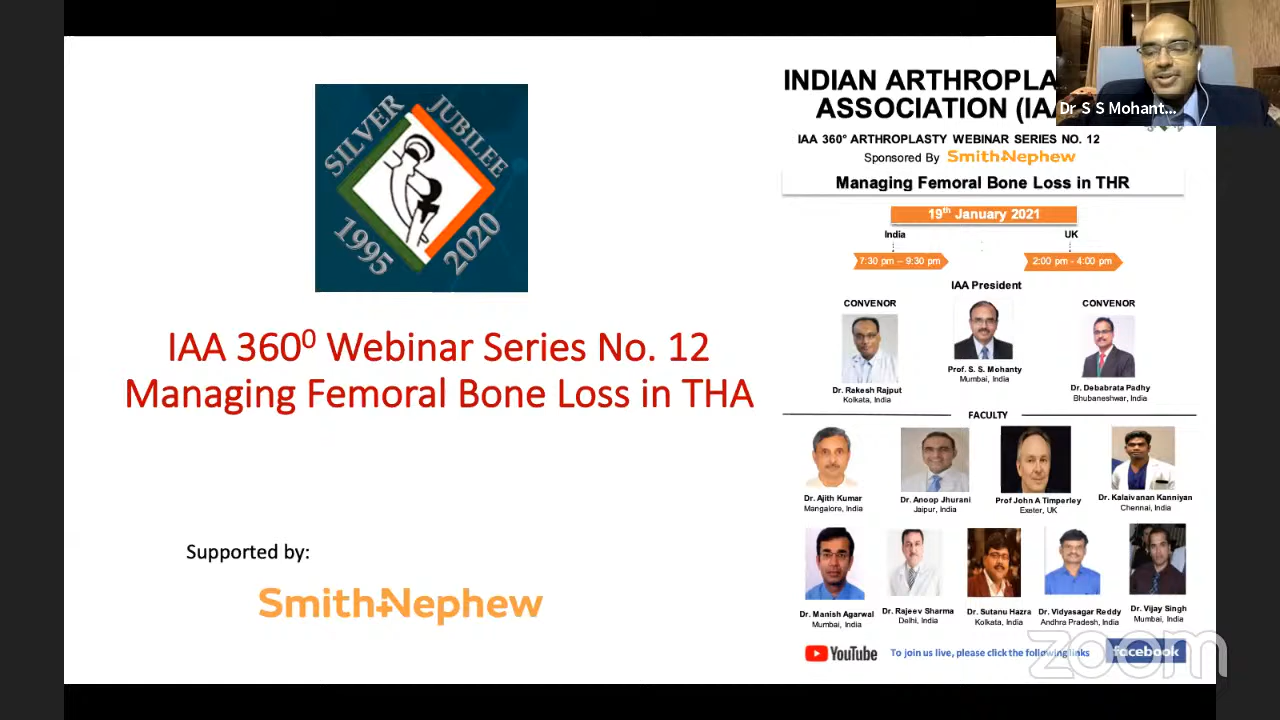 SILVER JUBILEE
1995 2020
IAA 360⁰ Webinar Series No. 12
Managing Femoral Bone Loss in THA
Supported by:
Smith+Nephew
INDIAN ARTHROPLA
ASSOCIATION (IAA
Dr S S Mohant...
IAA 360° ARTHROPLASTY WEBINAR SERIES NO. 12
Sponsored By Smith+Nephew
Managing Femoral Bone Loss in THR
19th January 2021
India UK
7:30 pm – 9:30 pm 2:00 pm - 4:00 pm
IAA President
CONVENOR CONVENOR
Prof. S. S. Mohanty
Mumbai, India
Dr. Rakesh Rajput
Kolkata, India
Dr. Debabrata Padhy
Bhubaneshwar, India
FACULTY
Dr. Ajith Kumar
Mangalore, India
Dr. Anoop Jhurani
Jaipur, India
Prof John A Timperley
Exeter, UK
Dr. Kalaivanan Kanniyan
Chennai, India
Dr. Manish Agarwal
Mumbai, India
Dr. Rajeev Sharma
Delhi, India
Dr. Sutanu Hazra
Kolkata, India
Dr. Vidyasagar Reddy
Andhra Pradesh, India
Dr. Vijay Singh
Mumbai, India
YouTube To join us live, please click the following links facebook
zoom